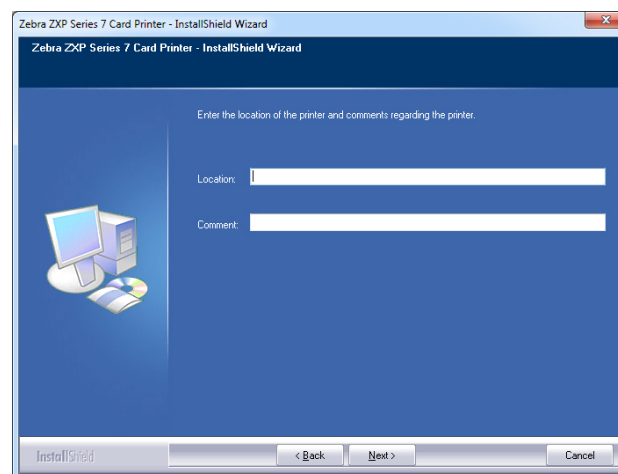 Zebra ZXP Series 7 Card Printer - InstallShield Wizard
Zebra ZXP Series 7 Card Printer - InstallShield Wizard
Enter the location of the printer and comments regarding the printer.
Location:
Comment:
InstallShield
< Back Next > Cancel